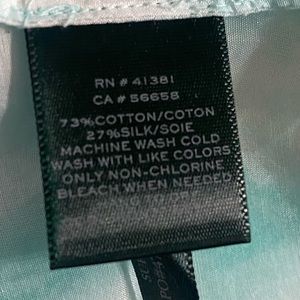 RN # 41381
CA # 56658
73% COTTON/COTON
27% SILK/SOIE
MACHINE WASH COLD
WASH WITH LIKE COLORS
ONLY NON-CHLORINE
BLEACH WHEN NEEDED